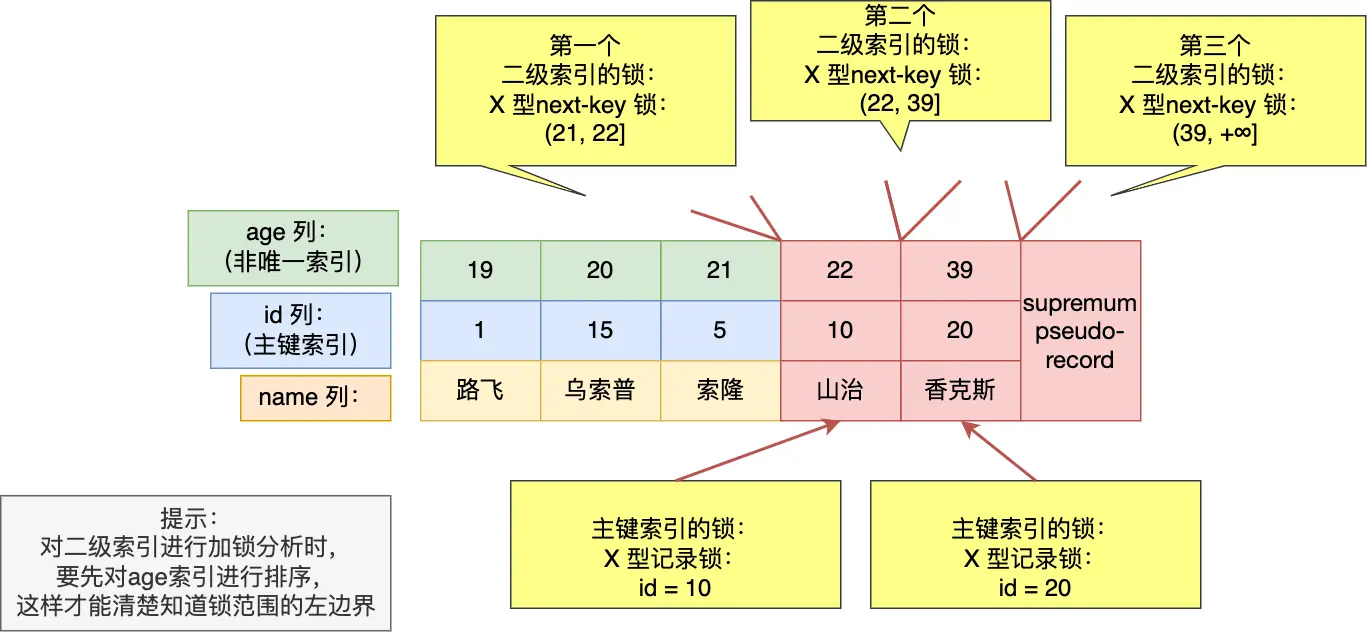 第一个
二级索引的锁：
X 型next-key 锁：
(21, 22]
第二个
二级索引的锁：
X 型next-key 锁：
(22, 39]
第三个
二级索引的锁：
X 型next-key 锁：
(39, +∞]
age 列：
（非唯一索引）
19 20 21 22 39
id 列：
（主键索引）
1 15 5 10 20
supremum
pseudo-
record
name 列：
路飞 乌索普 索隆 山治 香克斯
提示：
对二级索引进行加锁分析时，
要先对age索引进行排序，
这样才能清楚知道锁范围的左边界
主键索引的锁：
X 型记录锁：
id = 10
主键索引的锁：
X 型记录锁：
id = 20